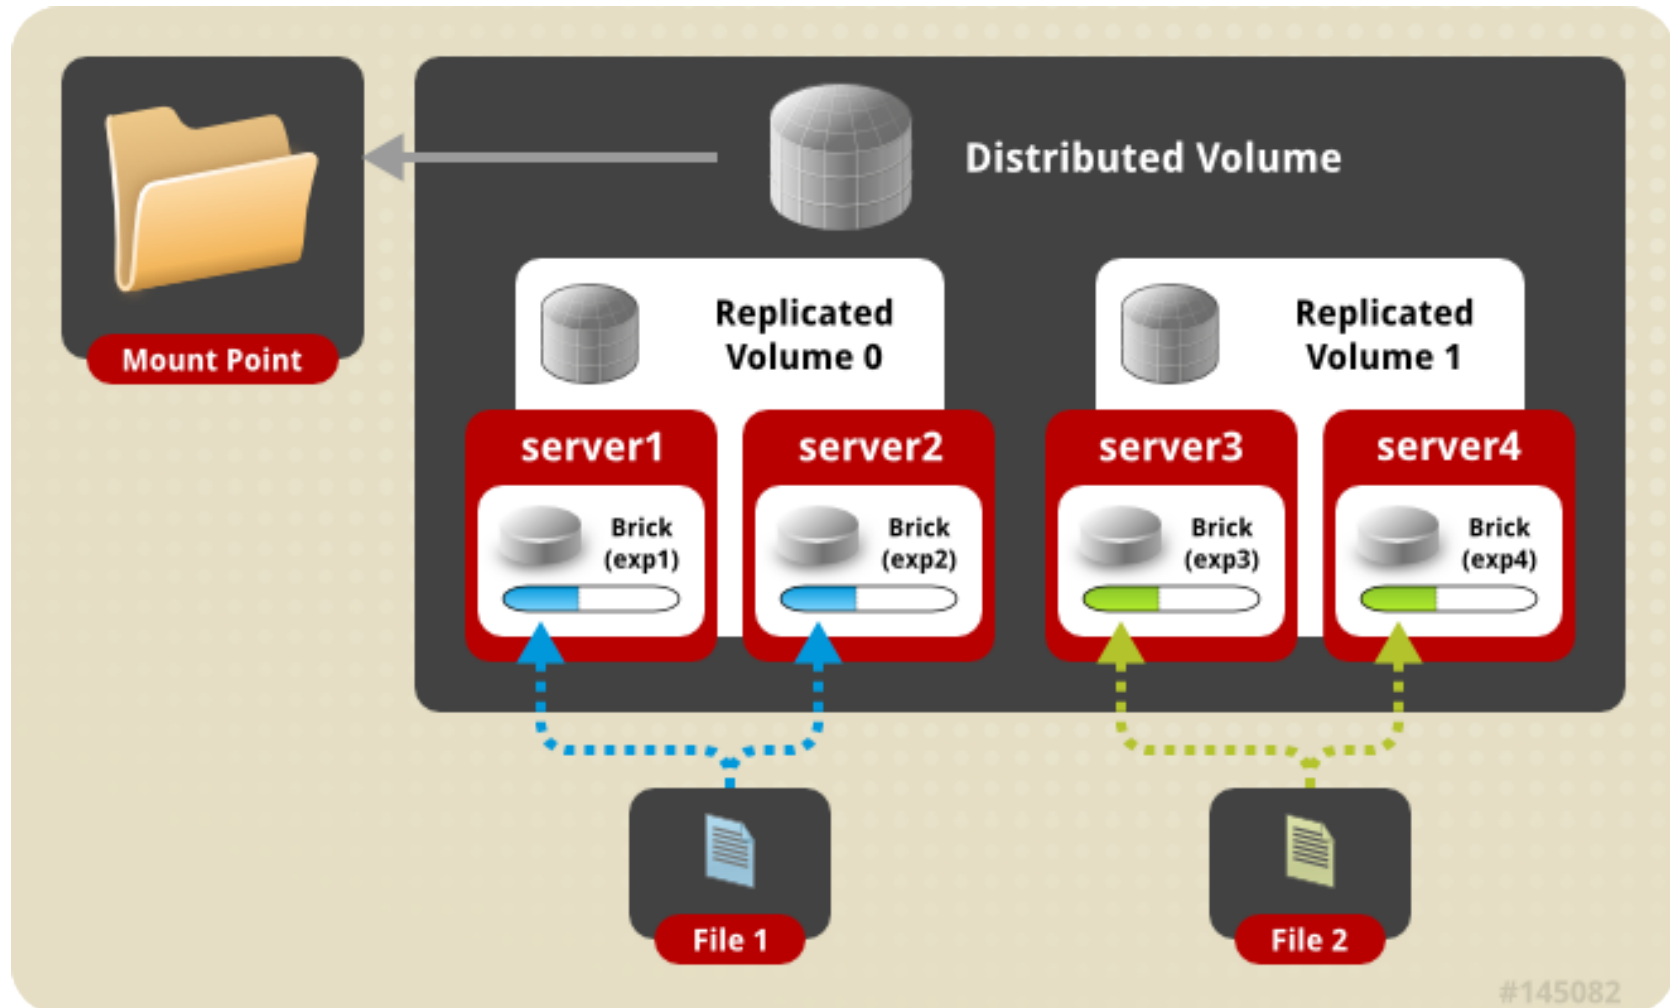 Distributed Volume
Mount Point
Replicated
Volume 0
Replicated
Volume 1
server1
server2
server3
server4
Brick
(exp1)
Brick
(exp2)
Brick
(exp3)
Brick
(exp4)
File 1
File 2
#145082